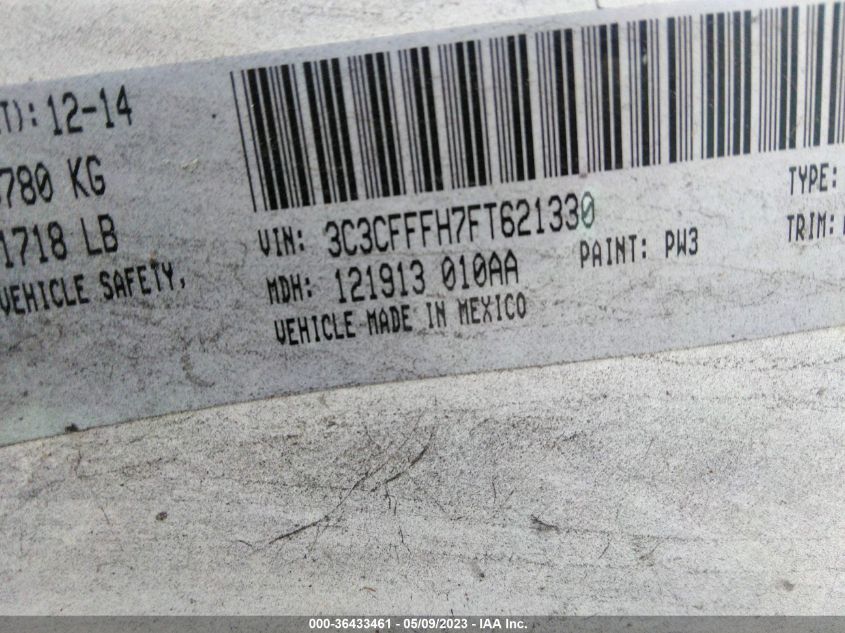 T): 12-14
780 KG
1718 LB
VEHICLE SAFETY,
VIN: 3C3CFFFH7FT621330
TYPE:
MDH: 121913 010AA
PAINT: PW3
TRIM:
VEHICLE MADE IN MEXICO
000-36433461 - 05/09/2023 - IAA Inc.